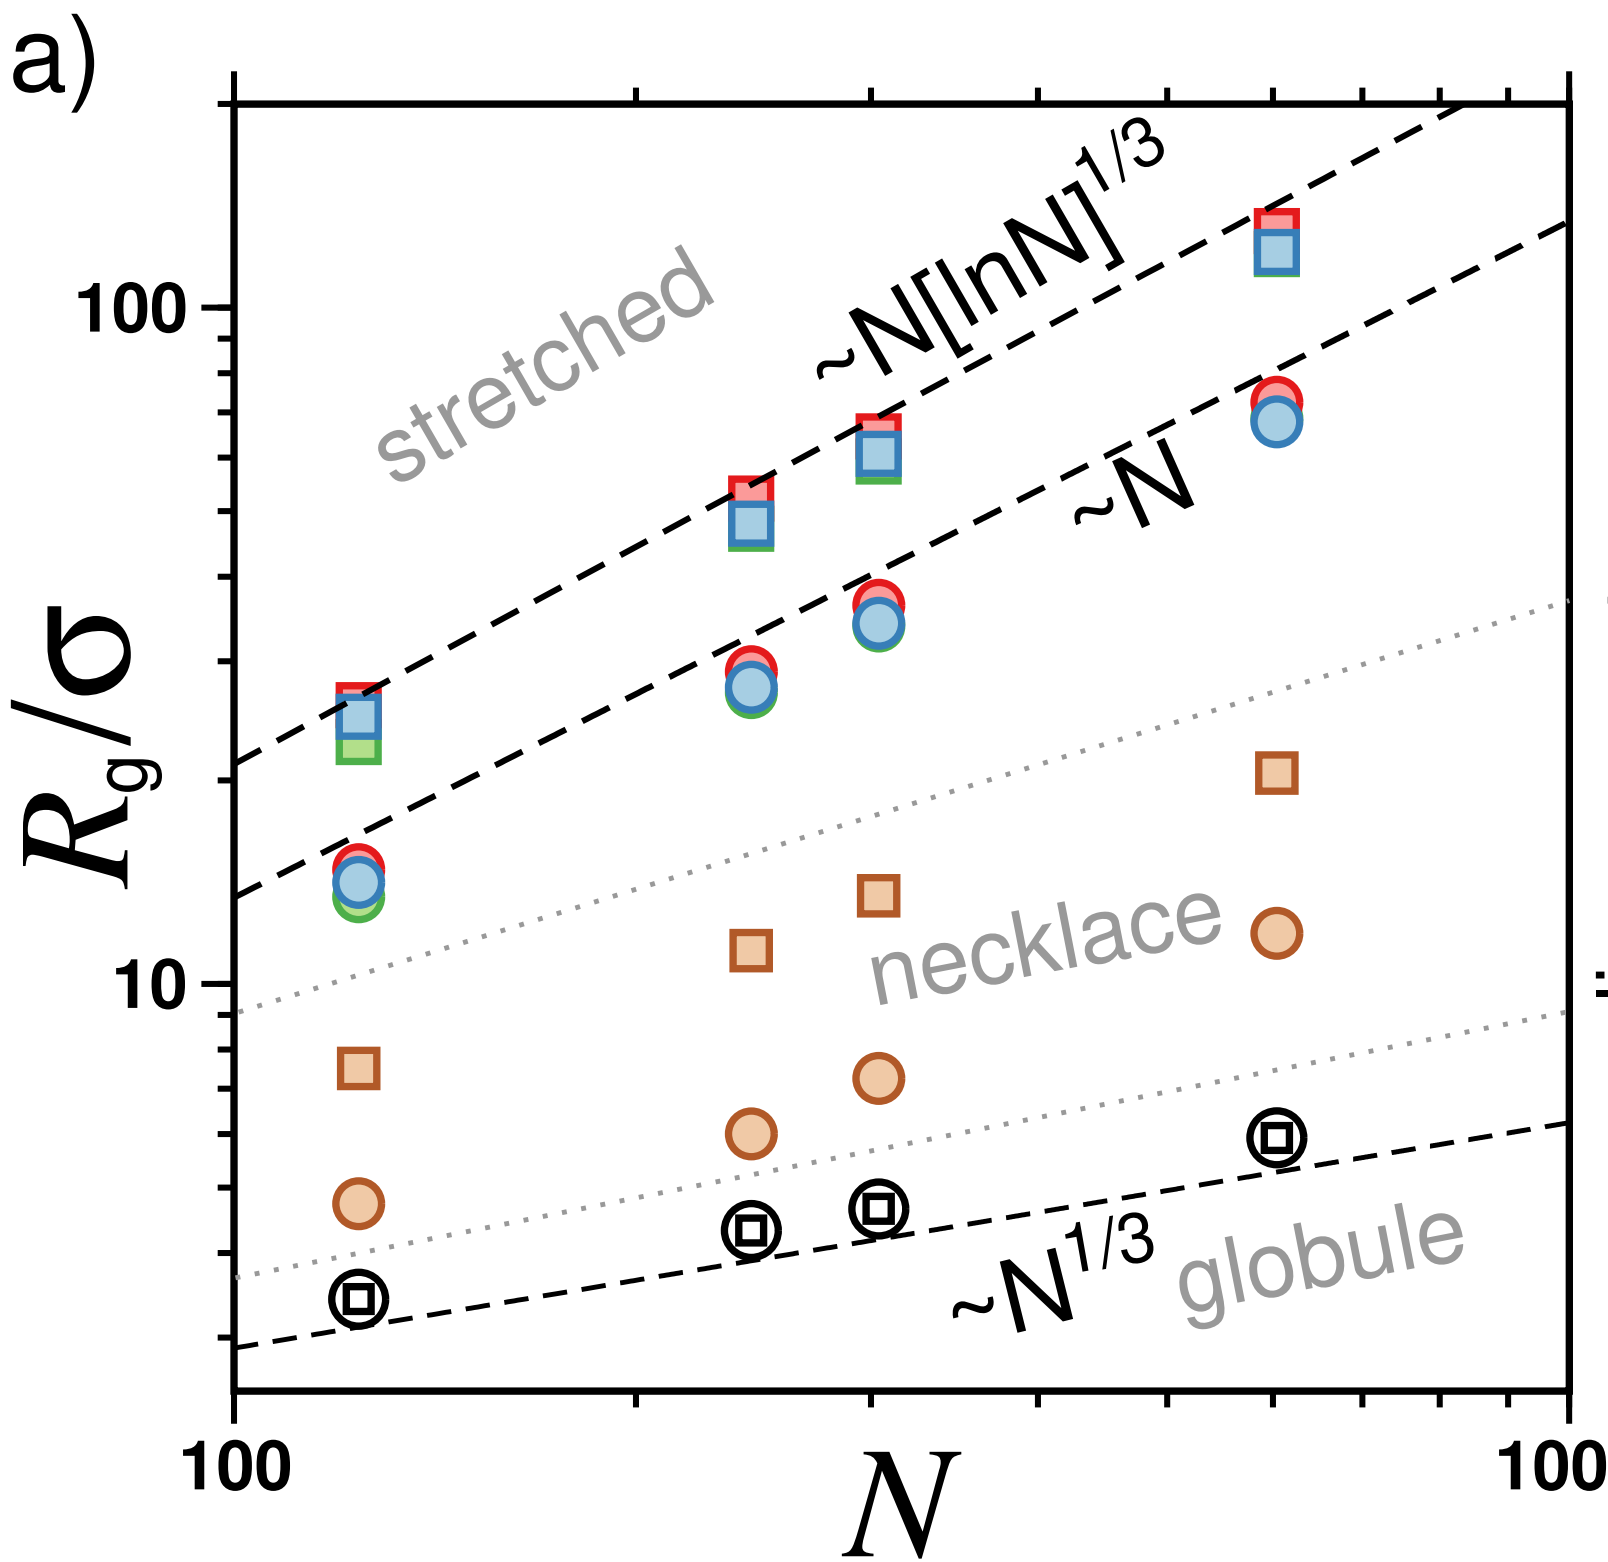 a)
stretched
~N[lnN]^{1/3}
100
~N
R_g/σ
necklace
10
~N^{1/3}
globule
100
100
N